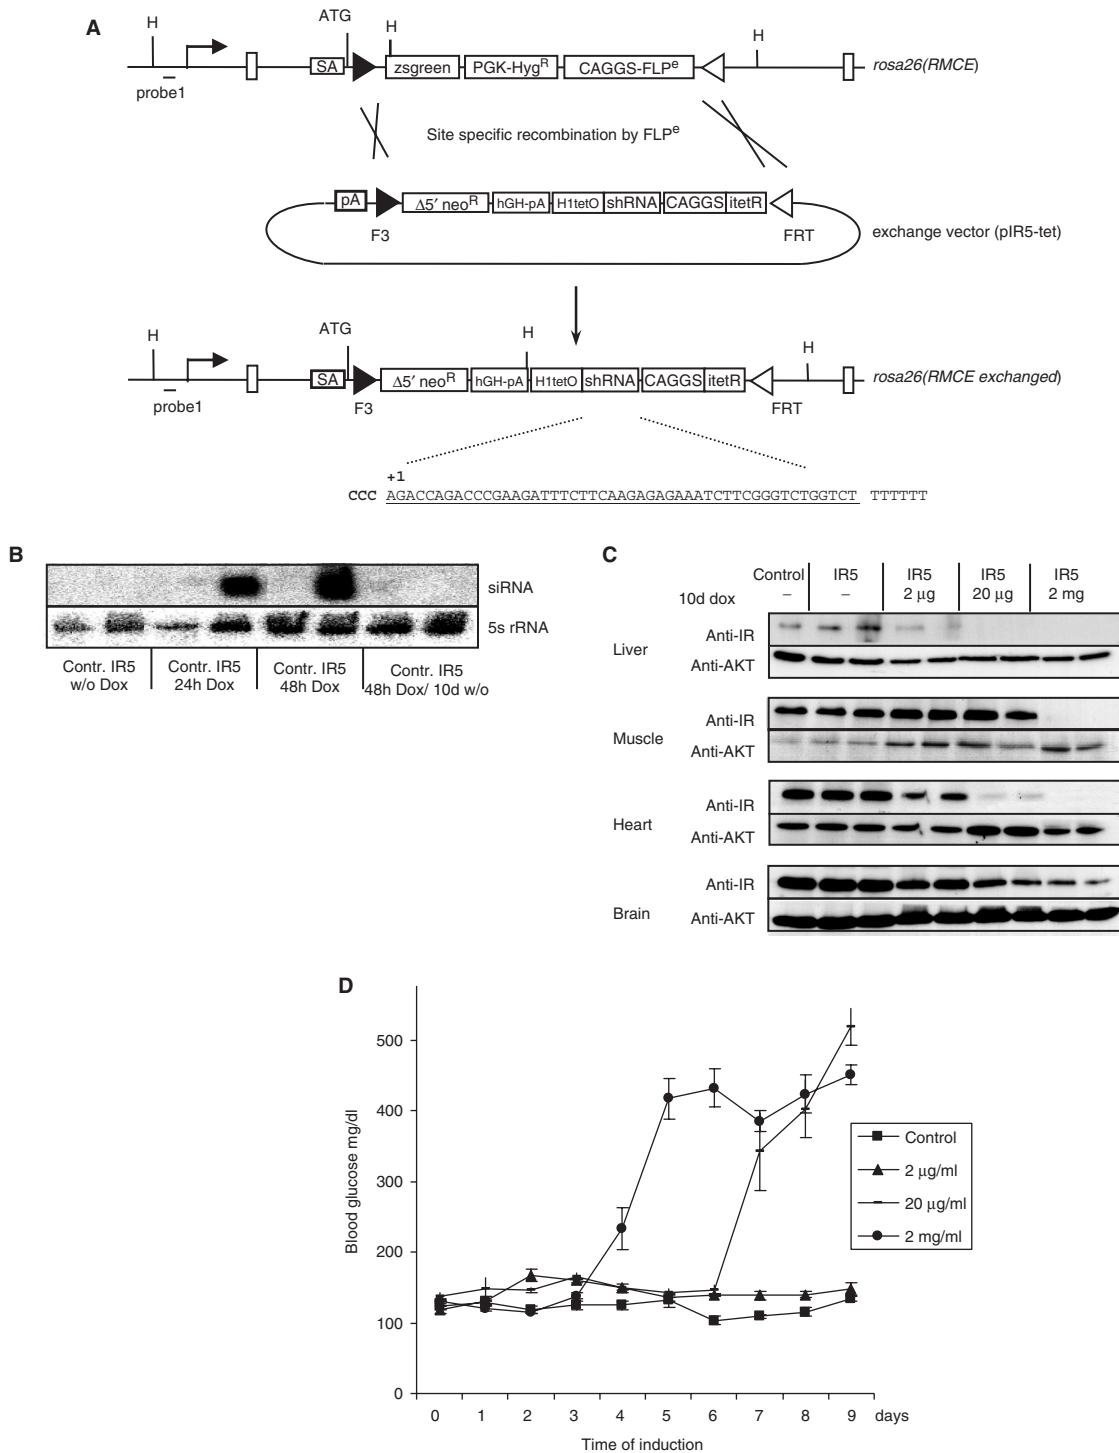 A
H
ATG
H
H
SA
zsgreen
PGK-Hyg^R
CAGGS-FLP^e
rosa26(RMCE)
probe1
Site specific recombination by FLP^e
pA
Δ5′ neo^R
hGH-pA
H1tetO
shRNA
CAGGS
itetR
F3
FRT
exchange vector (pIR5-tet)
H
ATG
H
H
SA
Δ5′ neo^R
hGH-pA
H1tetO
shRNA
CAGGS
itetR
rosa26(RMCE exchanged)
probe1
F3
FRT
+1
CCC AGACCAGACCCGAAGATTTCTTCAAGAGAGAAATCTTCGGGTCTGGTCT TTTTTT
B
siRNA
5s rRNA
Contr. IR5
w/o Dox
Contr. IR5
24h Dox
Contr. IR5
48h Dox
Contr. IR5
48h Dox/ 10d w/o
C
Control
IR5
IR5
IR5
IR5
10d dox
–
–
2 μg
20 μg
2 mg
Liver
Anti-IR
Anti-AKT
Muscle
Anti-IR
Anti-AKT
Heart
Anti-IR
Anti-AKT
Brain
Anti-IR
Anti-AKT
D
Blood glucose mg/dl
500
400
300
200
100
0
Control
2 μg/ml
20 μg/ml
2 mg/ml
0 1 2 3 4 5 6 7 8 9 days
Time of induction